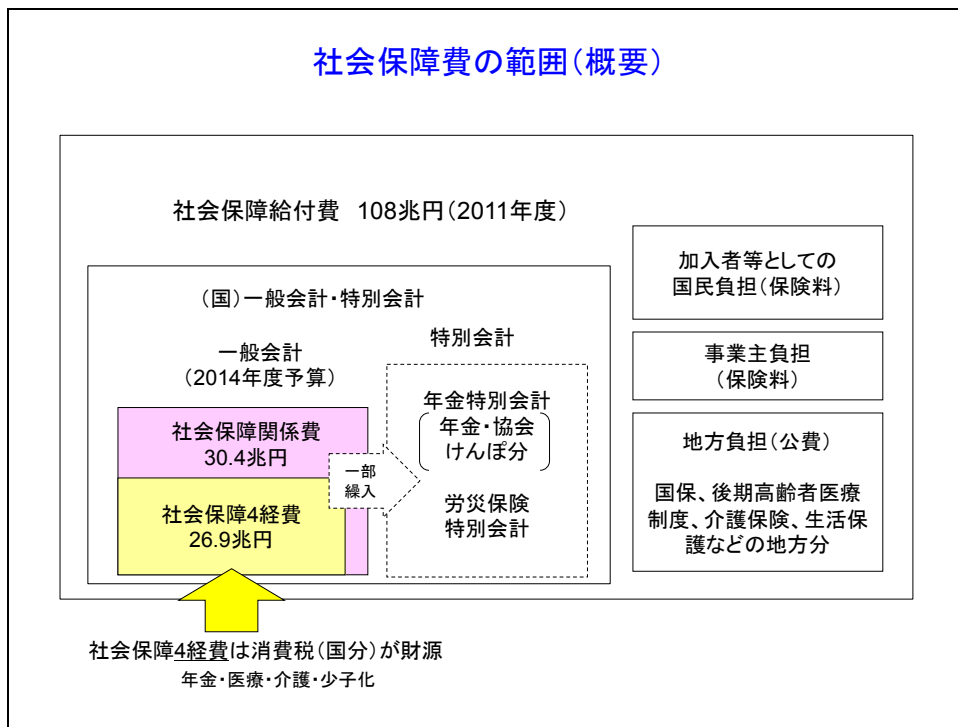 社会保障費の範囲(概要)
社会保障給付費 108兆円(2011年度)
(国)一般会計・特別会計
一般会計
(2014年度予算)
社会保障関係費
30.4兆円
社会保障4経費
26.9兆円
一部
繰入
特別会計
年金特別会計
年金・協会
けんぽ分
労災保険
特別会計
加入者等としての
国民負担(保険料)
事業主負担
(保険料)
地方負担(公費)
国保、後期高齢者医療
制度、介護保険、生活保
護などの地方分
社会保障4経費は消費税(国分)が財源
年金・医療・介護・少子化